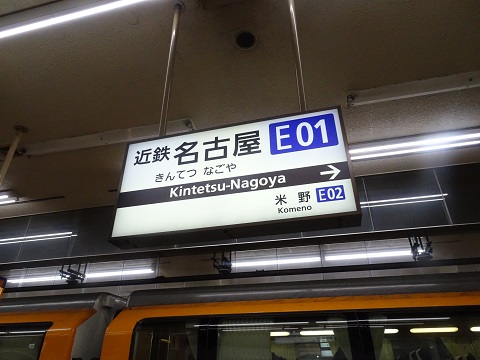 近鉄名古屋 E01
きんてつ なごや
Kintetsu-Nagoya →
米野 E02
Komeno